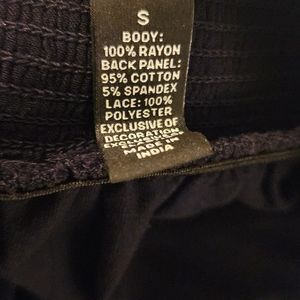 S
BODY:
100% RAYON
BACK PANEL:
95% COTTON
5% SPANDEX
LACE: 100%
POLYESTER
EXCLUSIVE OF
DECORATION
MADE IN
INDIA